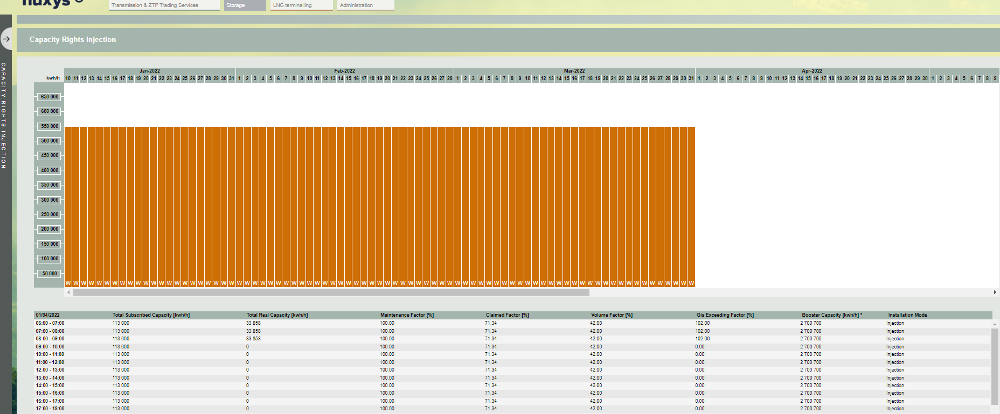 fluxys
Transmission & ZTP Trading Services Storage LNG terminalling Administration
Capacity Rights Injection
CAPACITY RIGHTS INJECTION
Jan-2022 Feb-2022 Mar-2022 Apr-2022
kwh/h 10 11 12 13 14 15 16 17 18 19 20 21 22 23 24 25 26 27 28 29 30 31 1 2 3 4 5 6 7 8 9 10 11 12 13 14 15 16 17 18 19 20 21 22 23 24 25 26 27 28 1 2 3 4 5 6 7 8 9 10 11 12 13 14 15 16 17 18 19 20 21 22 23 24 25 26 27 28 29 30 31 1 2 3 4 5 6 7 8 9 10 11 12 13 14 15 16 17 18 19 20 21 22 23 24 25 26 27 28 29 30 1 2 3 4 5 6 7 8 9
650 000
600 000
550 000
500 000
450 000
400 000
350 000
300 000
250 000
200 000
150 000
100 000
50 000
W W W W W W W W W W W W W W W W W W W W W W W W W W W W W W W W W W W W W W W W W W W W W W W W W W W W W W W W W W W W W W W W W W W W W W W W W W W W W W W W W
01/04/2022 Total Subscribed Capacity [kwh/h] Total Real Capacity [kwh/h] Maintenance Factor [%] Claimed Factor [%] Volume Factor [%] Gis Exceeding Factor [%] Booster Capacity [kwh/h] * Installation Mode
06:00 - 07:00 113 000 33 858 100.00 71.34 42.00 102.00 2 700 700 Injection
07:00 - 08:00 113 000 33 858 100.00 71.34 42.00 102.00 2 700 700 Injection
08:00 - 09:00 113 000 33 858 100.00 71.34 42.00 102.00 2 700 700 Injection
09:00 - 10:00 113 000 0 100.00 71.34 42.00 0.00 2 700 700 Injection
10:00 - 11:00 113 000 0 100.00 71.34 42.00 0.00 2 700 700 Injection
11:00 - 12:00 113 000 0 100.00 71.34 42.00 0.00 2 700 700 Injection
12:00 - 13:00 113 000 0 100.00 71.34 42.00 0.00 2 700 700 Injection
13:00 - 14:00 113 000 0 100.00 71.34 42.00 0.00 2 700 700 Injection
14:00 - 15:00 113 000 0 100.00 71.34 42.00 0.00 2 700 700 Injection
15:00 - 16:00 113 000 0 100.00 71.34 42.00 0.00 2 700 700 Injection
16:00 - 17:00 113 000 0 100.00 71.34 42.00 0.00 2 700 700 Injection
17:00 - 18:00 113 000 0 100.00 71.34 42.00 0.00 2 700 700 Injection